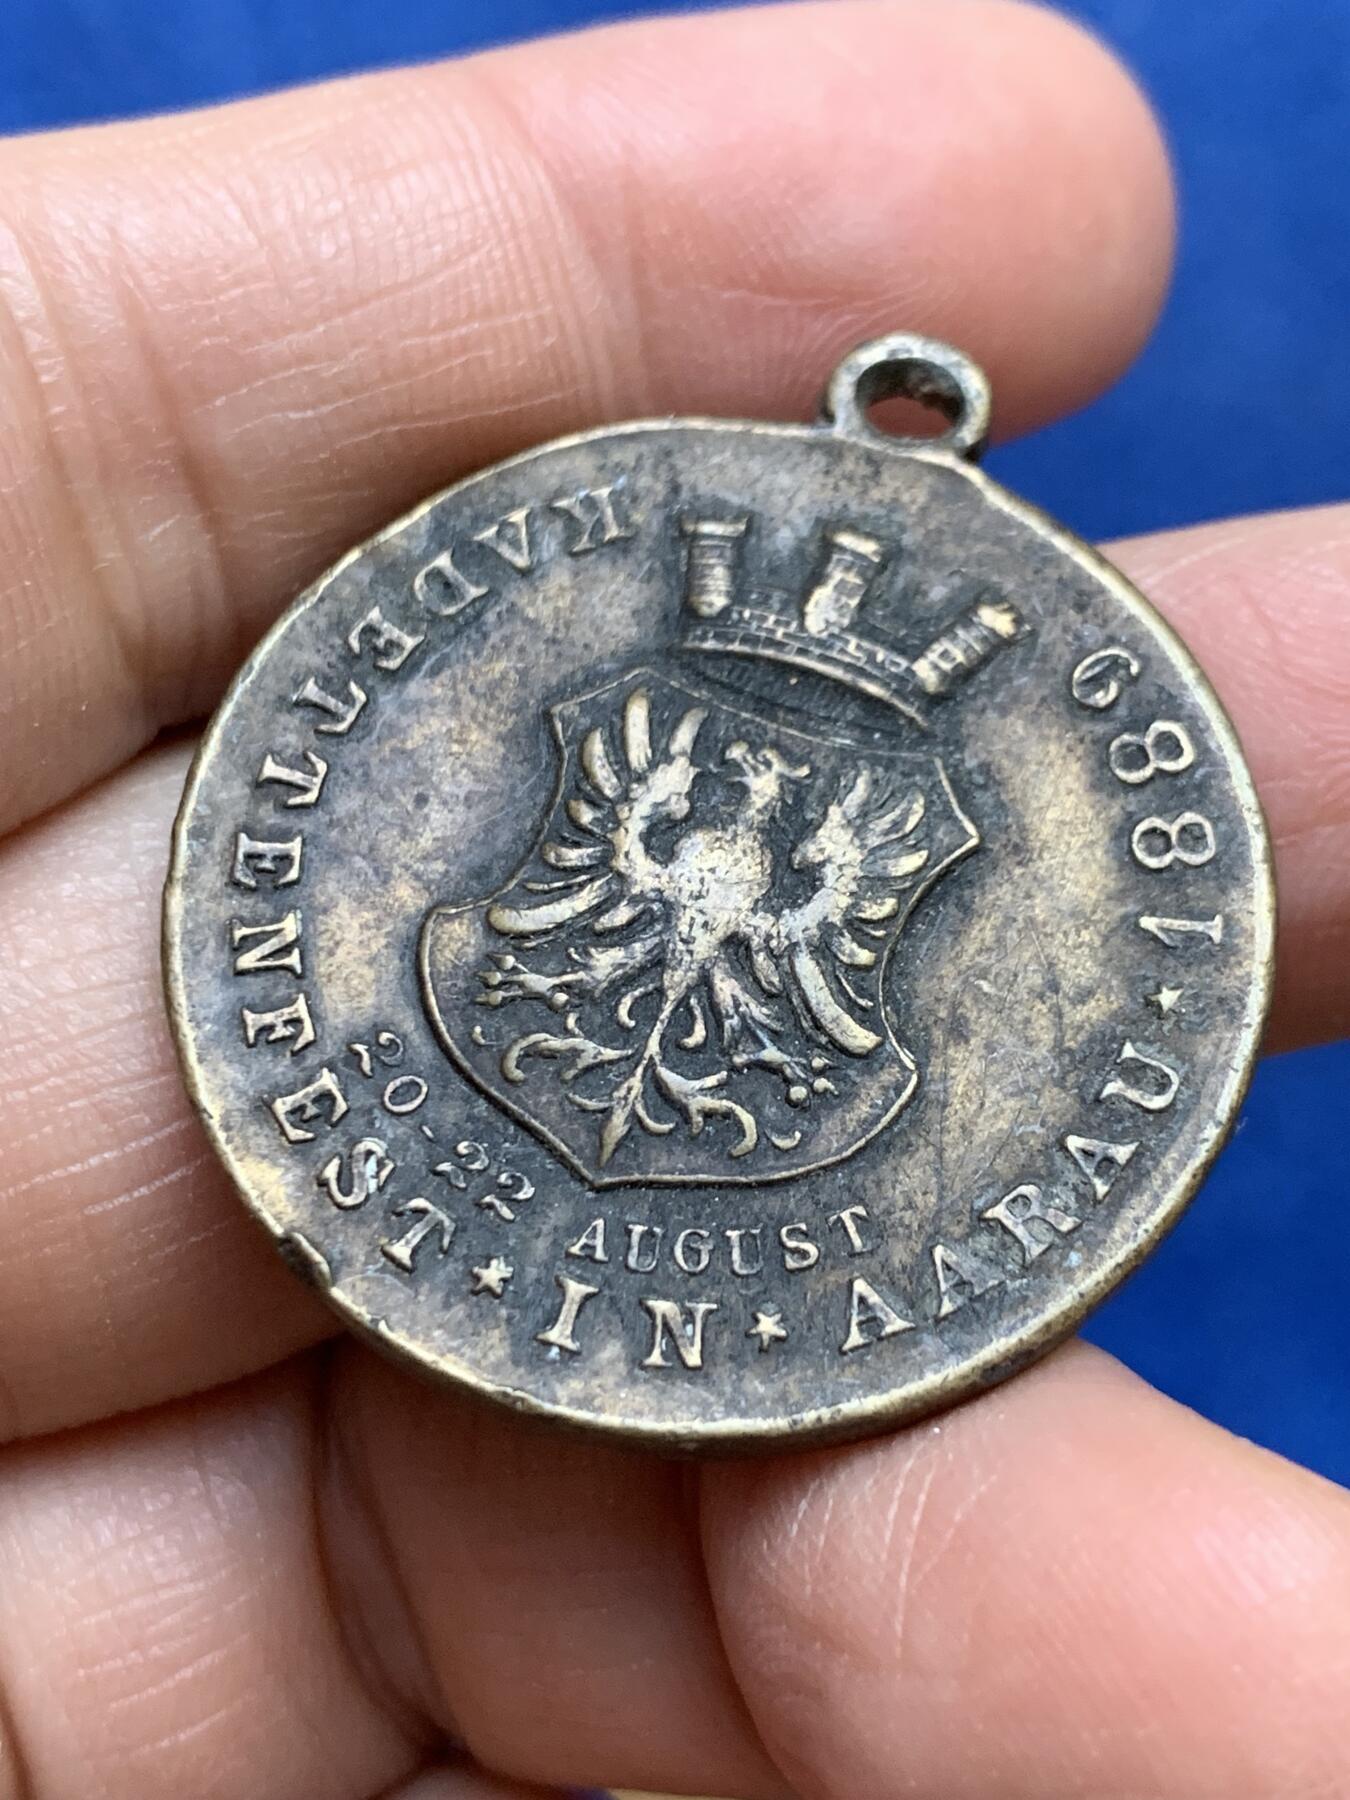 KADETTENFEST ★ IN ★ AARAU ★ 1889
20-22 AUGUST